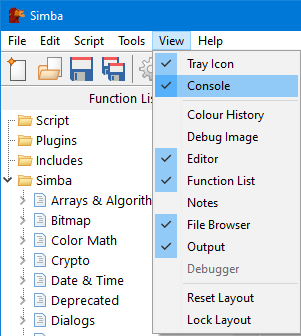 Simba
File Edit Script Tools View Help
Function Lis
Script
Plugins
Includes
Simba
Arrays & Algorith
Bitmap
Color Math
Crypto
Date & Time
Deprecated
Dialogs
Tray Icon
Console
Colour History
Debug Image
Editor
Function List
Notes
File Browser
Output
Debugger
Reset Layout
Lock Layout